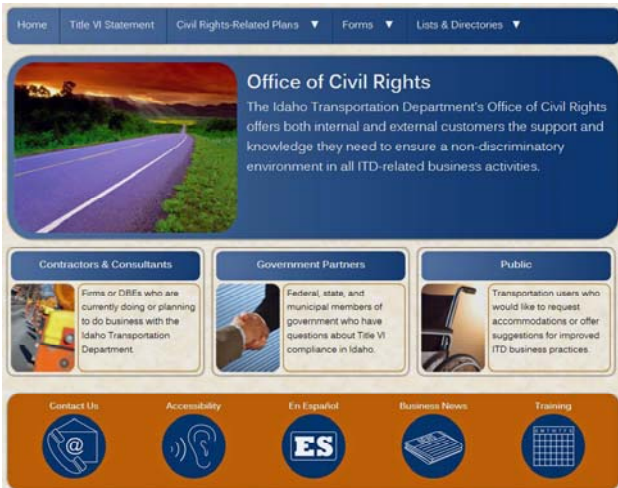 Home Title VI Statement Civil Rights-Related Plans ▼ Forms ▼ Lists & Directories ▼
Office of Civil Rights
The Idaho Transportation Department's Office of Civil Rights
offers both internal and external customers the support and
knowledge they need to ensure a non-discriminatory
environment in all ITD-related business activities.
Contractors & Consultants
Firms or DBEs who are
currently doing or planning
to do business with the
Idaho Transportation
Department.
Government Partners
Federal, state, and
municipal members of
government who have
questions about Title VI
compliance in Idaho.
Public
Transportation users who
would like to request
accommodations or offer
suggestions for improved
ITD business practices.
Contact Us Accessibility En Español Business News Training
@ ES SMTWTFS